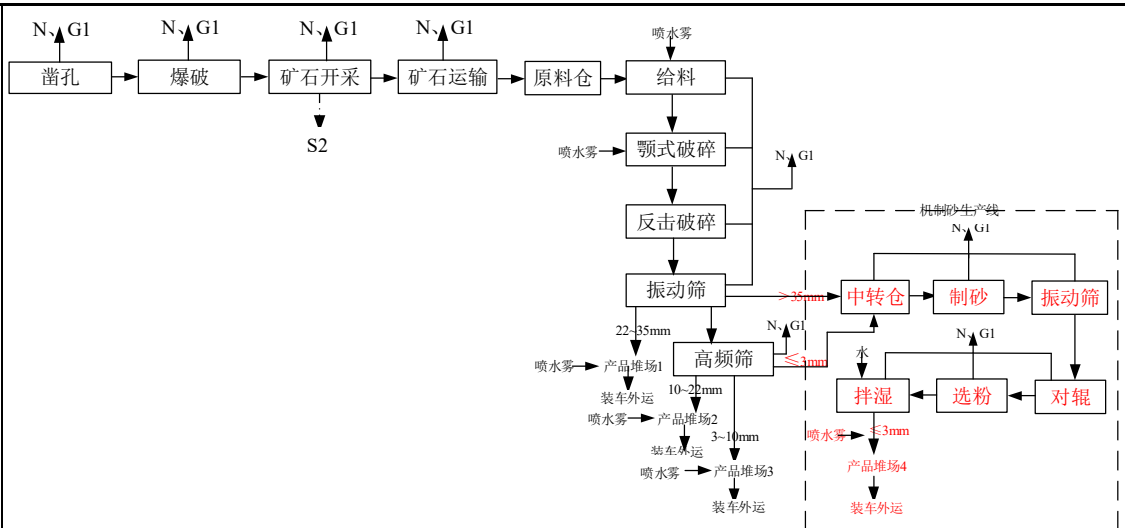 N、G1
N、G1
N、G1
N、G1
喷水雾
凿孔
爆破
矿石开采
矿石运输
原料仓
给料
S2
喷水雾
颚式破碎
N、G1
反击破碎
机制砂生产线
N、G1
振动筛
>35mm
中转仓
制砂
振动筛
22~35mm
N、G1
高频筛
≤3mm
N、G1
水
喷水雾
产品堆场1
10~22mm
拌湿
选粉
对辊
装车外运
喷水雾
产品堆场2
3~10mm
≤3mm
喷水雾
装车外运
喷水雾
产品堆场3
产品堆场4
装车外运
装车外运